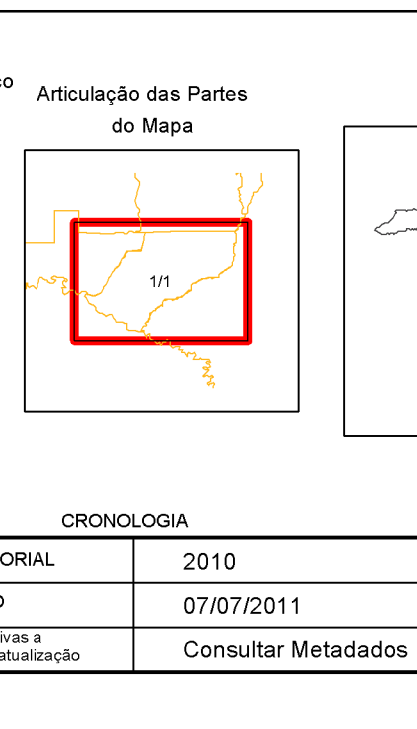 Articulação das Partes
do Mapa
1/1
CRONOLOGIA
2010
07/07/2011
Consultar Metadados